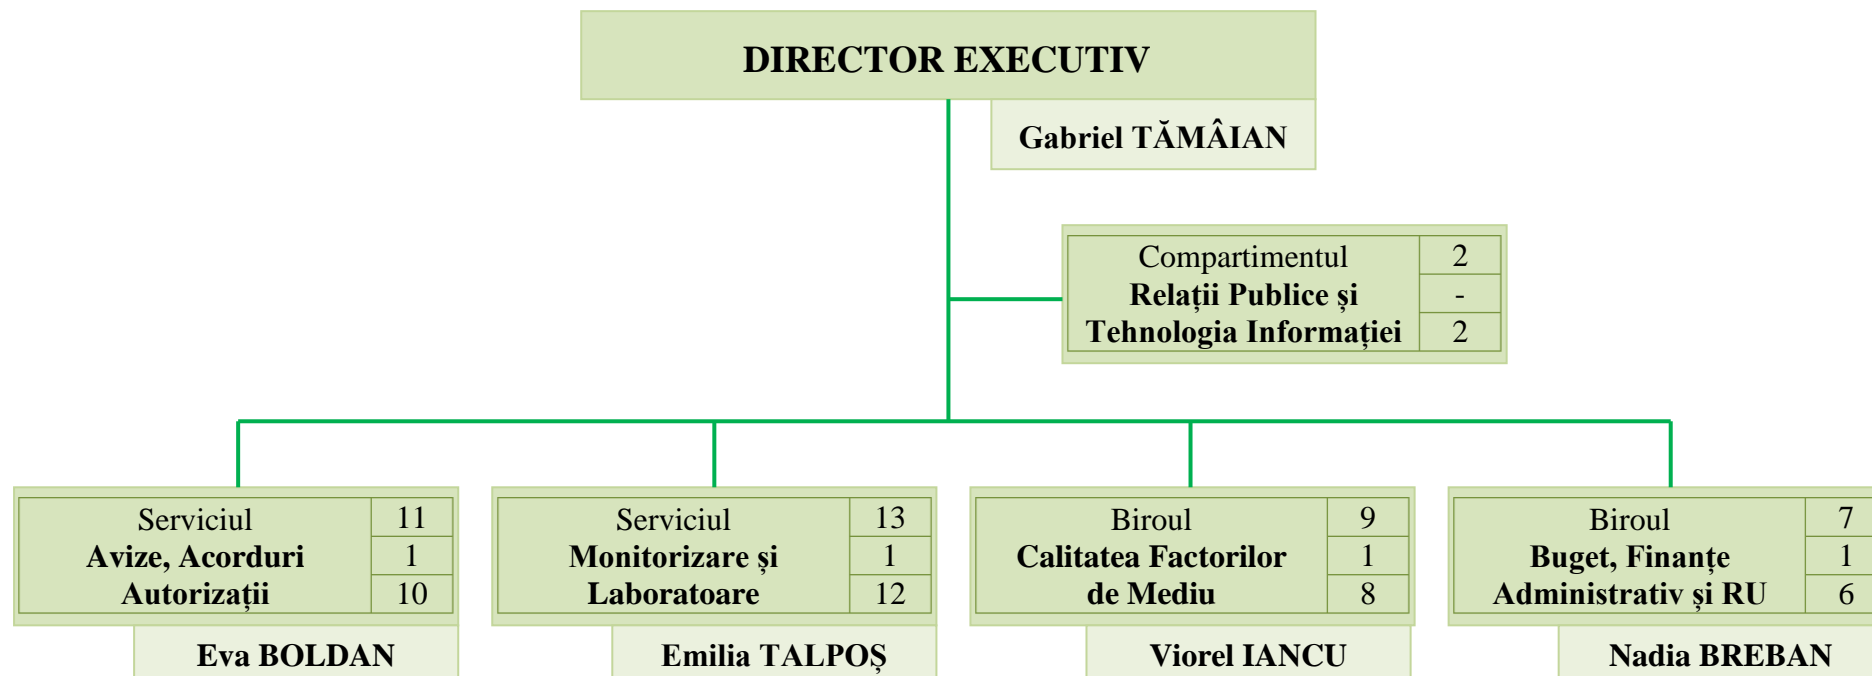 DIRECTOR EXECUTIV
Gabriel TĂMÂIAN
Compartimentul 2
Relații Publice și -
Tehnologia Informației 2
Serviciul 11
Avize, Acorduri 1
Autorizații 10
Eva BOLDAN
Serviciul 13
Monitorizare și 1
Laboratoare 12
Emilia TALPOȘ
Biroul 9
Calitatea Factorilor 1
de Mediu 8
Viorel IANCU
Biroul 7
Buget, Finanțe 1
Administrativ și RU 6
Nadia BREBAN